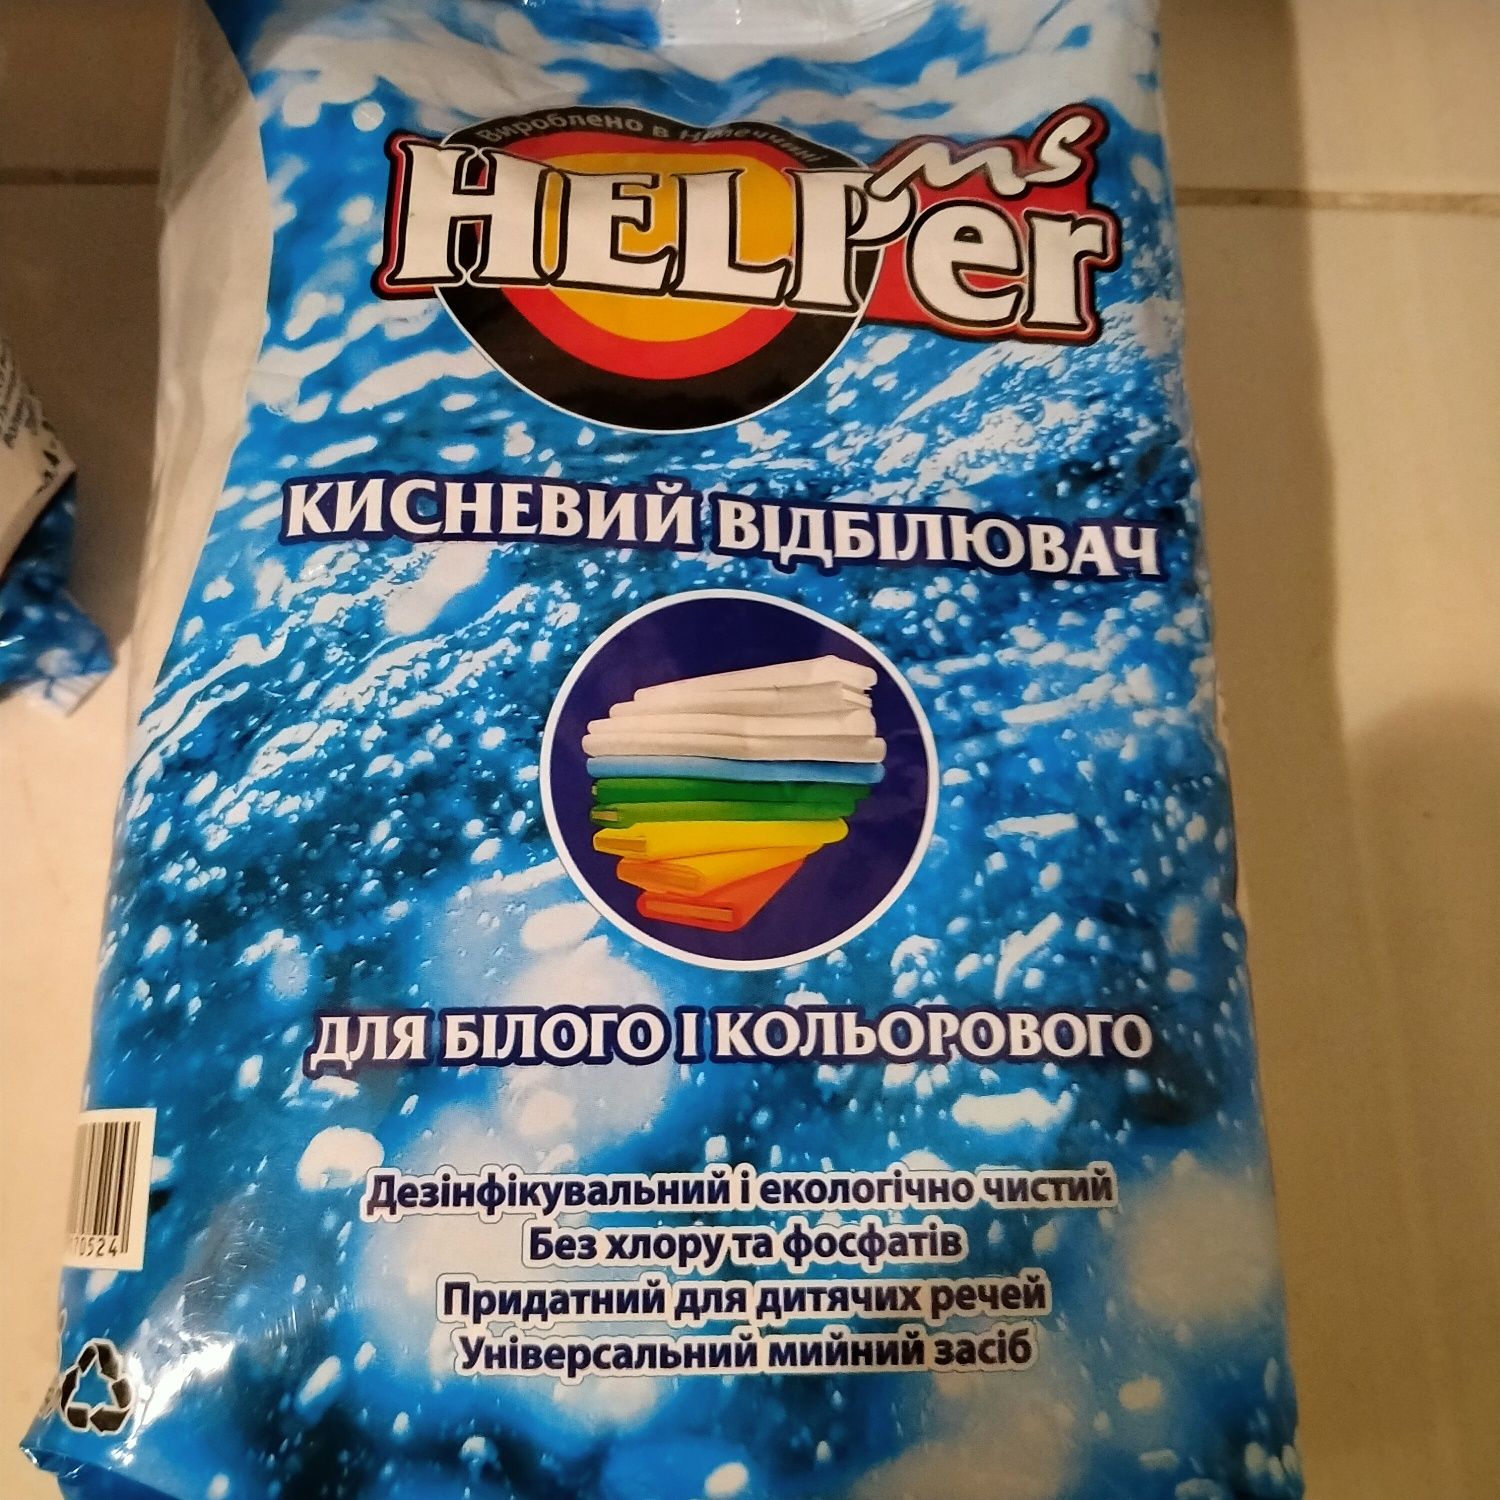 Вироблено в Німеччині
HELPer
m's
КИСНЕВИЙ ВІДБІЛЮВАЧ
ДЛЯ БІЛОГО І КОЛЬОРОВОГО
Дезінфікувальний і екологічно чистий
Без хлору та фосфатів
Придатний для дитячих речей
Універсальний мийний засіб
70524